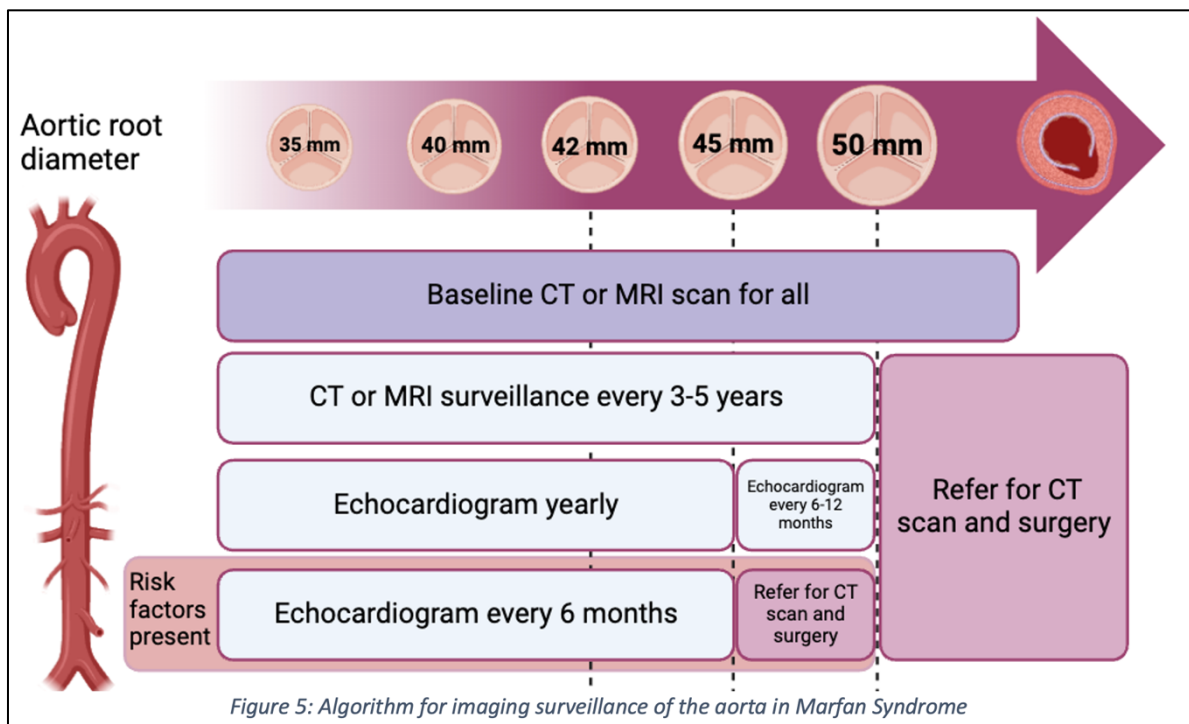 Aortic root
diameter
35 mm
40 mm
42 mm
45 mm
50 mm
Baseline CT or MRI scan for all
CT or MRI surveillance every 3-5 years
Echocardiogram yearly
Echocardiogram
every 6-12
months
Refer for CT
scan and surgery
Risk
factors
present
Echocardiogram every 6 months
Refer for CT
scan and
surgery
Figure 5: Algorithm for imaging surveillance of the aorta in Marfan Syndrome